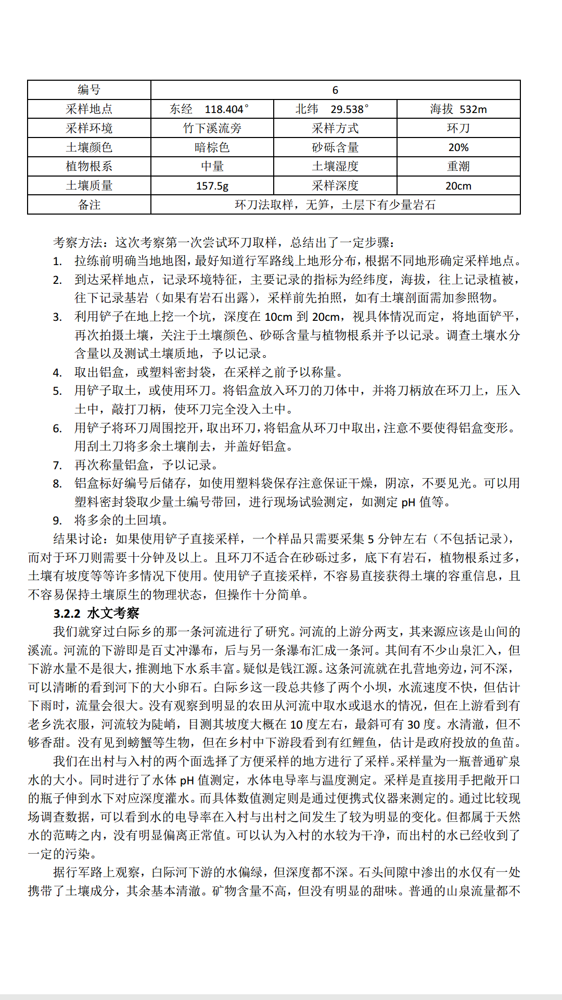 编号 6
采样地点 东经 118.404° 北纬 29.538° 海拔 532m
采样环境 竹下溪流旁 采样方式 环刀
土壤颜色 暗棕色 砂砾含量 20%
植物根系 中量 土壤湿度 重潮
土壤质量 157.5g 采样深度 20cm
备注 环刀法取样，无笋，土层下有少量岩石
考察方法：这次考察第一次尝试环刀取样，总结出了一定步骤：
1. 拉练前明确当地地图，最好知道行军路线上地形分布，根据不同地形确定采样地点。
2. 到达采样地点，记录环境特征，主要记录的指标为经纬度，海拔，往上记录植被，
往下记录基岩（如果有岩石出露），采样前先拍照，如有土壤剖面需加参照物。
3. 利用铲子在地上挖一个坑，深度在 10cm 到 20cm，视具体情况而定，将地面铲平，
再次拍摄土壤，关注于土壤颜色、砂砾含量与植物根系并予以记录。调查土壤水分
含量以及测试土壤质地，予以记录。
4. 取出铝盒，或塑料密封袋，在采样之前予以称量。
5. 用铲子取土，或使用环刀。将铝盒放入环刀的刀体中，并将刀柄放在环刀上，压入
土中，敲打刀柄，使环刀完全没入土中。
6. 用铲子将环刀周围挖开，取出环刀，将铝盒从环刀中取出，注意不要使得铝盒变形。
用刮土刀将多余土壤削去，并盖好铝盒。
7. 再次称量铝盒，予以记录。
8. 铝盒标好编号后储存，如使用塑料袋保存注意保证干燥，阴凉，不要见光。可以用
塑料密封袋取少量土编号带回，进行现场试验测定，如测定 pH 值等。
9. 将多余的土回填。
结果讨论：如果使用铲子直接采样，一个样品只需要采集 5 分钟左右（不包括记录），
而对于环刀则需要十分钟及以上。且环刀不适合在砂砾过多，底下有岩石，植物根系过多，
土壤有坡度等等许多情况下使用。使用铲子直接采样，不容易直接获得土壤的容重信息，且
不容易保持土壤原生的物理状态，但操作十分简单。
3.2.2 水文考察
我们就穿过白际乡的那一条河流进行了研究。河流的上游分两支，其来源应该是山间的
溪流。河流的下游即是百丈冲瀑布，后与另一条瀑布汇成一条河。其间有不少山泉汇入，但
下游水量不是很大，推测地下水系丰富。疑似是钱江源。这条河流就在扎营地旁边，河不深，
可以清晰的看到河下的大小卵石。白际乡这一段总共修了两个小坝，水流速度不快，但估计
下雨时，流量会很大。没有观察到明显的农田从河流中取水或退水的情况，但在上游看到有
老乡洗衣服，河流较为陡峭，目测其坡度大概在 10 度左右，最斜可有 30 度。水清澈，但不
够香甜。没有见到螃蟹等生物，但在乡村中下游段看到有红鲤鱼，估计是政府投放的鱼苗。
我们在出村与入村的两个面选择了方便采样的地方进行了采样。采样量为一瓶普通矿泉
水的大小。同时进行了水体 pH 值测定，水体电导率与温度测定。采样是直接用手把敞开口
的瓶子伸到水下对应深度灌水。而具体数值测定则是通过便携式仪器来测定的。通过比较现
场调查数据，可以看到水的电导率在入村与出村之间发生了较为明显的变化。但都属于天然
水的范畴之内，没有明显偏离正常值。可以认为入村的水较为干净，而出村的水已经收到了
一定的污染。
据行军路上观察，白际河下游的水偏绿，但深度都不深。石头间隙中渗出的水仅有一处
携带了土壤成分，其余基本清澈。矿物含量不高，但没有明显的甜味。普通的山泉流量都不